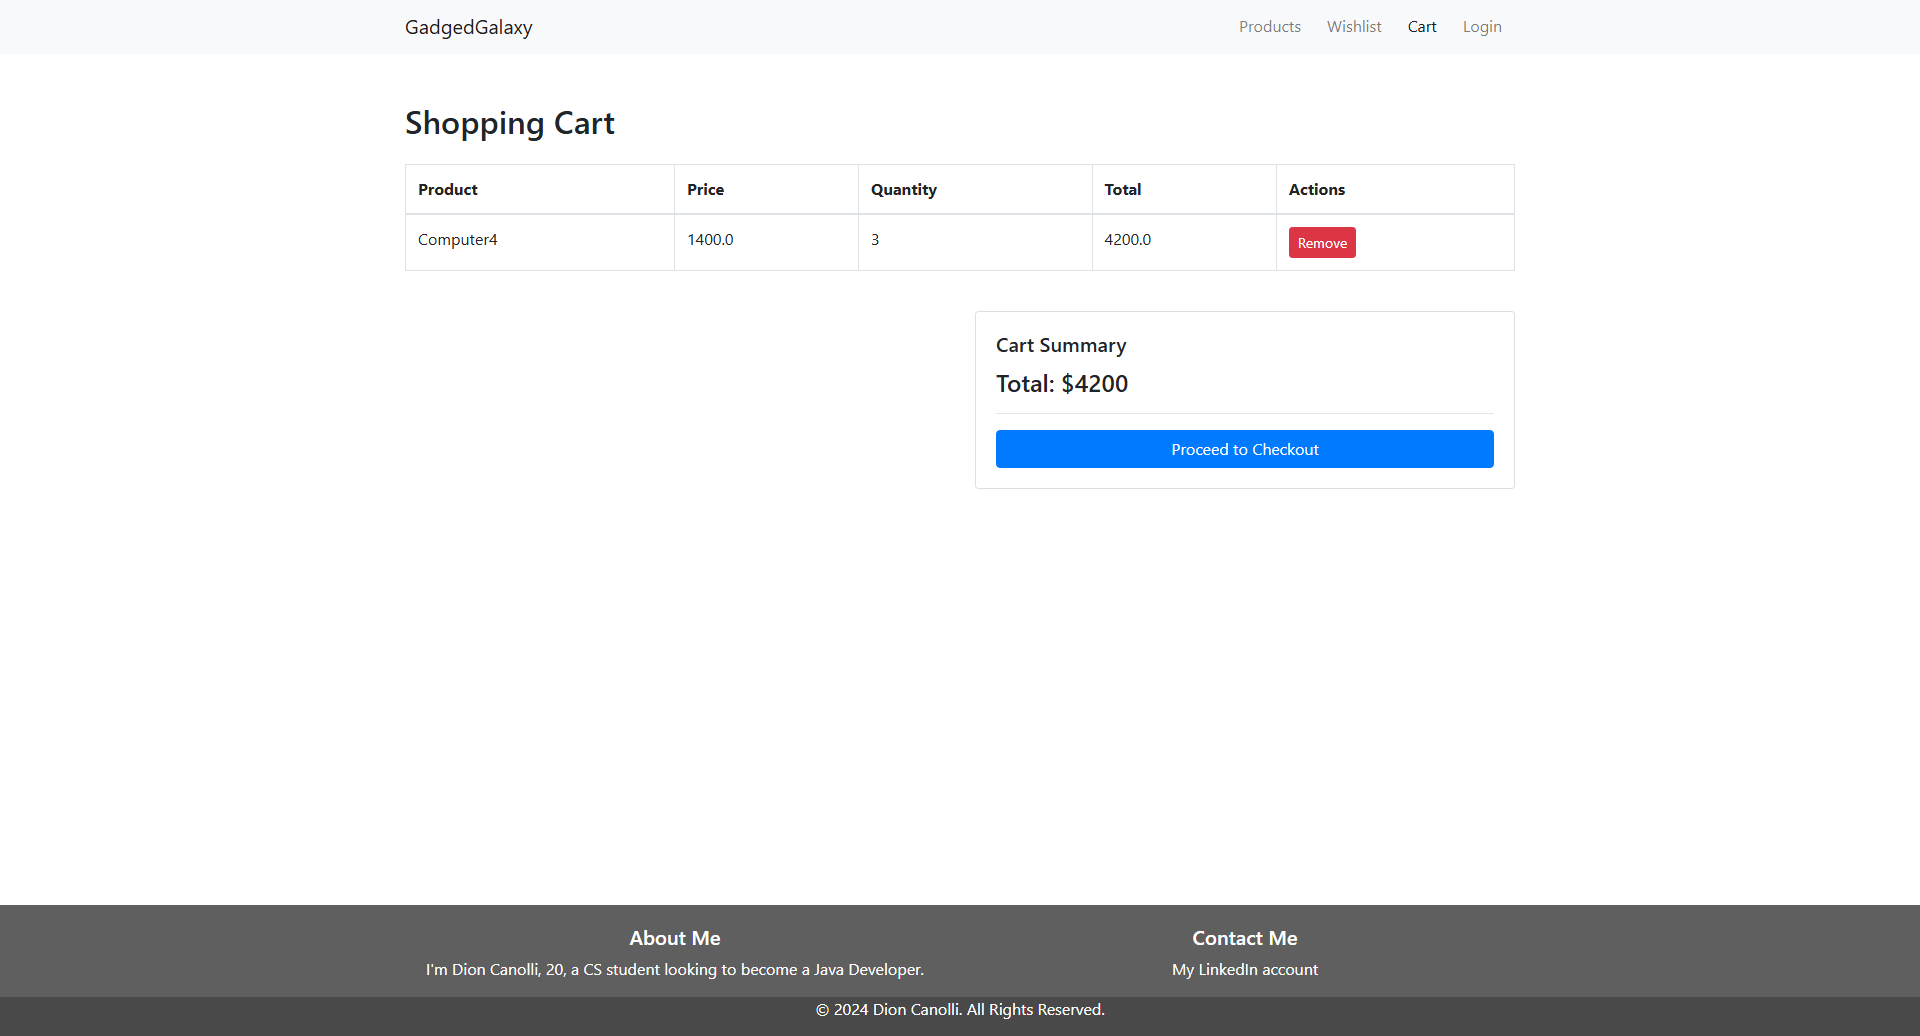 GadgedGalaxy Products Wishlist Cart Login
Shopping Cart
Product Price Quantity Total Actions
Computer4 1400.0 3 4200.0 Remove
Cart Summary
Total: $4200
Proceed to Checkout
About Me
I'm Dion Canolli, 20, a CS student looking to become a Java Developer.
Contact Me
My LinkedIn account
© 2024 Dion Canolli. All Rights Reserved.